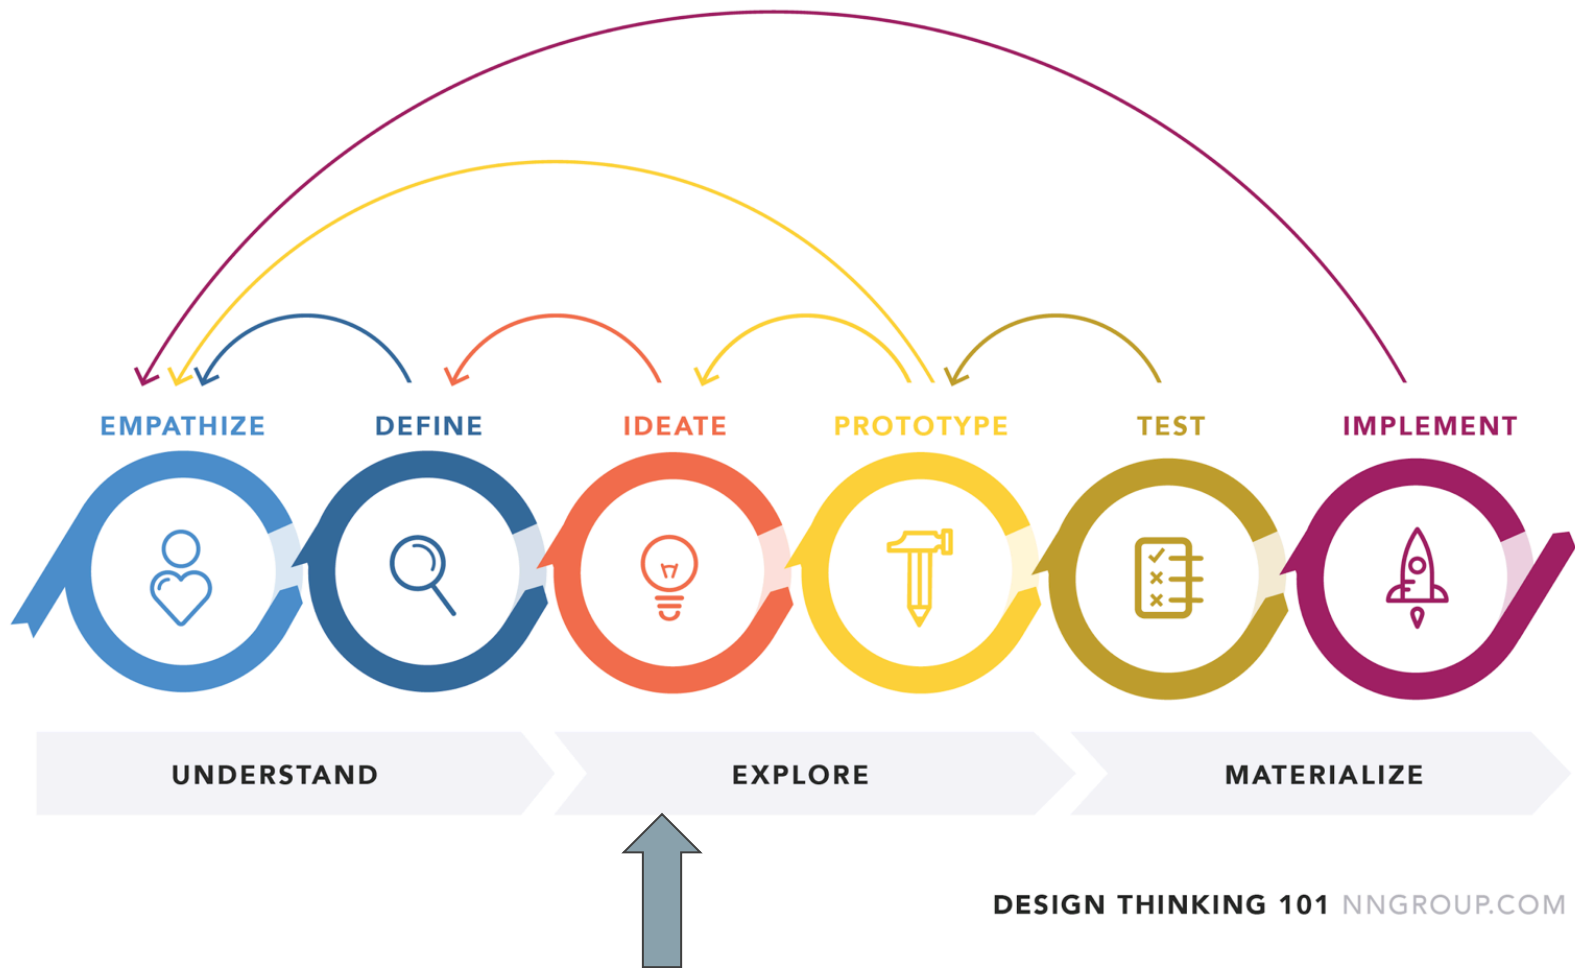 EMPATHIZE
DEFINE
IDEATE
PROTOTYPE
TEST
IMPLEMENT
UNDERSTAND
EXPLORE
MATERIALIZE
DESIGN THINKING 101 NNGROUP.COM